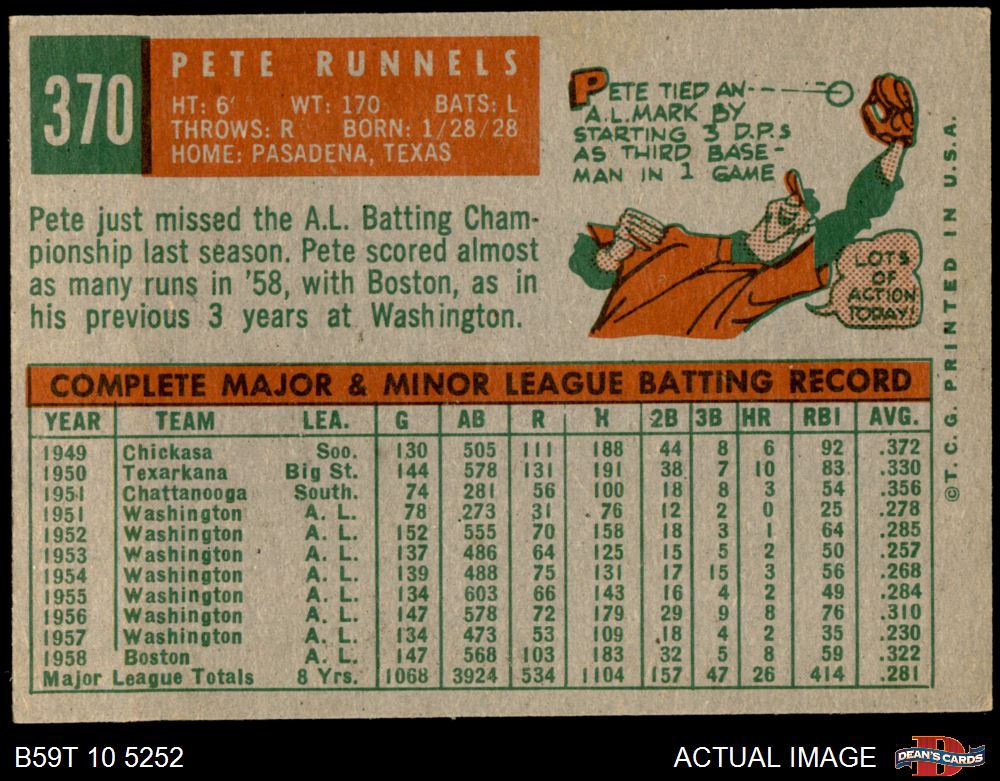 370
PETE RUNNELS
HT: 6' WT: 170 BATS: L
THROWS: R BORN: 1/28/28
HOME: PASADENA, TEXAS
PETE TIED AN
A.L. MARK BY
STARTING 3 D.P.s
AS THIRD BASE-
MAN IN 1 GAME
LOTS
OF
ACTION
TODAY!
Pete just missed the A.L. Batting Cham-
pionship last season. Pete scored almost
as many runs in '58, with Boston, as in
his previous 3 years at Washington.
COMPLETE MAJOR & MINOR LEAGUE BATTING RECORD
YEAR TEAM LEA. G AB R H 2B 3B HR RBI AVG.
1949 Chickasa Soo. 130 505 111 188 44 8 6 92 .372
1950 Texarkana Big St. 144 578 131 191 38 7 10 83 .330
1951 Chattanooga South. 74 281 56 100 18 8 3 54 .356
1951 Washington A. L. 78 273 31 76 12 2 0 25 .278
1952 Washington A. L. 152 555 70 158 18 3 1 64 .285
1953 Washington A. L. 137 486 64 125 15 5 2 50 .257
1954 Washington A. L. 139 488 75 131 17 15 3 56 .268
1955 Washington A. L. 134 603 66 143 16 4 2 49 .284
1956 Washington A. L. 147 578 72 179 29 9 8 76 .310
1957 Washington A. L. 134 473 53 109 18 4 2 35 .230
1958 Boston A. L. 147 568 103 183 32 5 8 59 .322
Major League Totals 8 Yrs. 1068 3924 534 1104 157 47 26 414 .281
©T. C. G. PRINTED IN U.S.A.
B59T 10 5252
ACTUAL IMAGE
D
DEAN'S CARDS